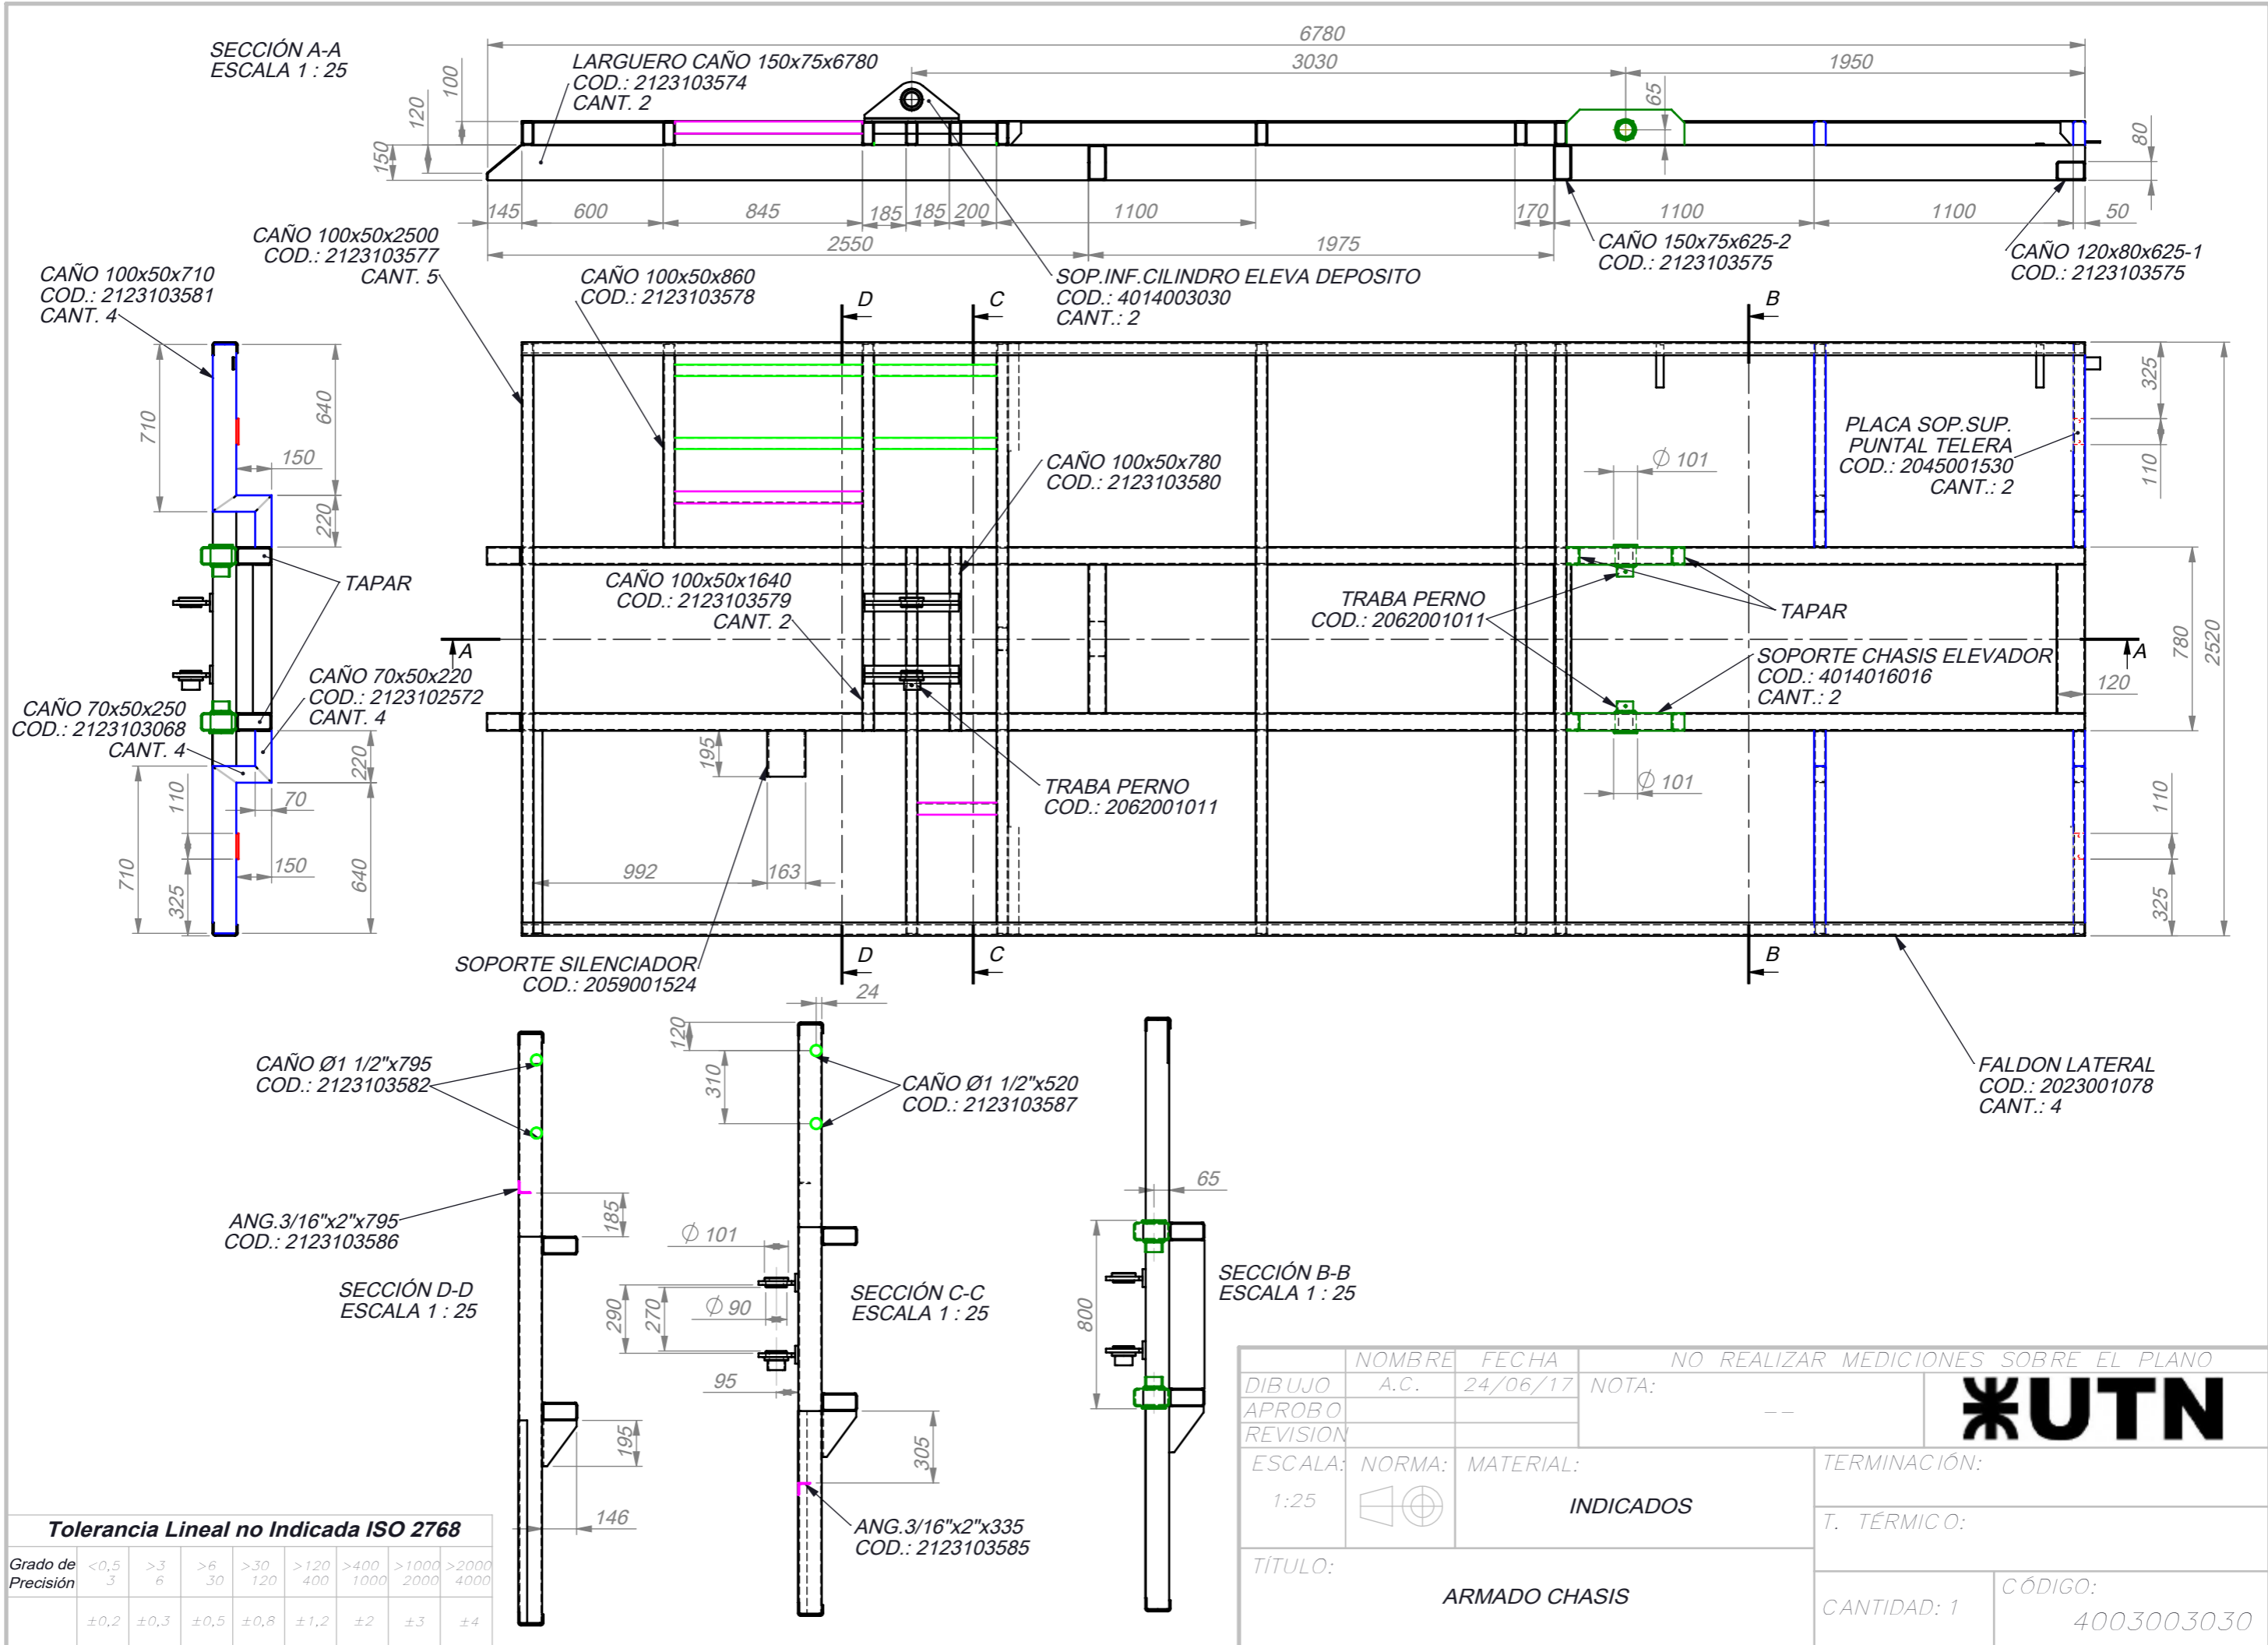 SECCIÓN A-A
ESCALA 1 : 25
LARGUERO CAÑO 150x75x6780
COD.: 2123103574
CANT. 2
6780
3030
1950
100
120
150
65
80
145
600
845
185
185
200
1100
170
1100
1100
50
2550
1975
CAÑO 100x50x2500
COD.: 2123103577
CANT. 5
CAÑO 100x50x710
COD.: 2123103581
CANT. 4
CAÑO 100x50x860
COD.: 2123103578
SOP.INF.CILINDRO ELEVA DEPOSITO
COD.: 4014003030
CANT.: 2
CAÑO 150x75x625-2
COD.: 2123103575
CAÑO 120x80x625-1
COD.: 2123103575
D
C
B
710
640
150
220
TAPAR
CAÑO 70x50x220
COD.: 2123102572
CANT. 4
CAÑO 70x50x250
COD.: 2123103068
CANT. 4
220
70
110
150
710
325
640
CAÑO 100x50x780
COD.: 2123103580
CAÑO 100x50x1640
COD.: 2123103579
CANT. 2
A
Ø 101
PLACA SOP.SUP.
PUNTAL TELERA
COD.: 2045001530
CANT.: 2
325
110
TRABA PERNO
COD.: 2062001011
TAPAR
SOPORTE CHASIS ELEVADOR
COD.: 4014016016
CANT.: 2
A
780
2520
120
195
TRABA PERNO
COD.: 2062001011
Ø 101
992
163
110
325
SOPORTE SILENCIADOR
COD.: 2059001524
D
C
B
FALDON LATERAL
COD.: 2023001078
CANT.: 4
CAÑO Ø1 1/2"x795
COD.: 2123103582
ANG.3/16"x2"x795
COD.: 2123103586
185
SECCIÓN D-D
ESCALA 1 : 25
195
146
24
120
310
CAÑO Ø1 1/2"x520
COD.: 2123103587
Ø 101
290
270
Ø 90
95
SECCIÓN C-C
ESCALA 1 : 25
305
ANG.3/16"x2"x335
COD.: 2123103585
65
800
SECCIÓN B-B
ESCALA 1 : 25
Tolerancia Lineal no Indicada ISO 2768
Grado de Precisión
<0,5 3
>3 6
>6 30
>30 120
>120 400
>400 1000
>1000 2000
>2000 4000
±0,2 ±0,3 ±0,5 ±0,8 ±1,2 ±2 ±3 ±4
NOMBRE FECHA NO REALIZAR MEDICIONES SOBRE EL PLANO
DIBUJO A.C. 24/06/17 NOTA:
--
APROBO
REVISION
UTN
ESCALA: NORMA: MATERIAL: TERMINACIÓN:
1:25
INDICADOS
T. TÉRMICO:
TÍTULO:
ARMADO CHASIS
CANTIDAD: 1
CÓDIGO:
4003003030